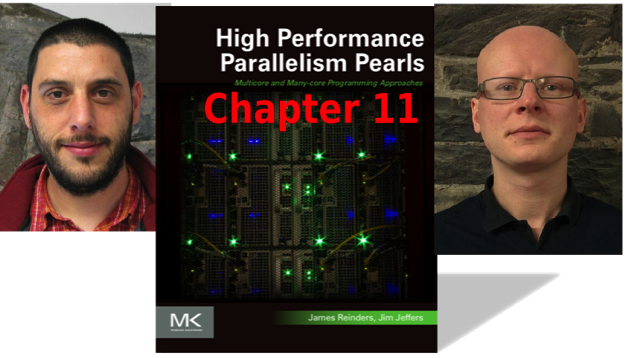 High Performance
Parallelism Pearls
Multicore and Many-core Programming Approaches
Chapter 11
MK
James Reinders, Jim Jeffers